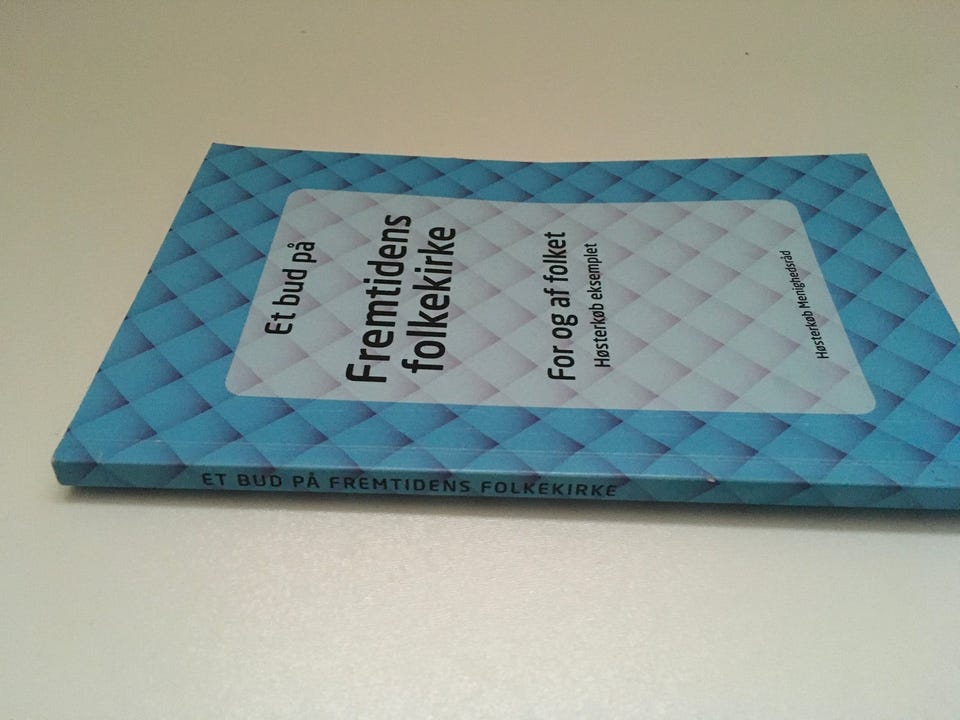 Et bud på
Fremtidens
folkekirke
For og af folket
Høsterkøb eksemplet
Høsterkøb Menighedsråd
ET BUD PÅ FREMTIDENS FOLKEKIRKE